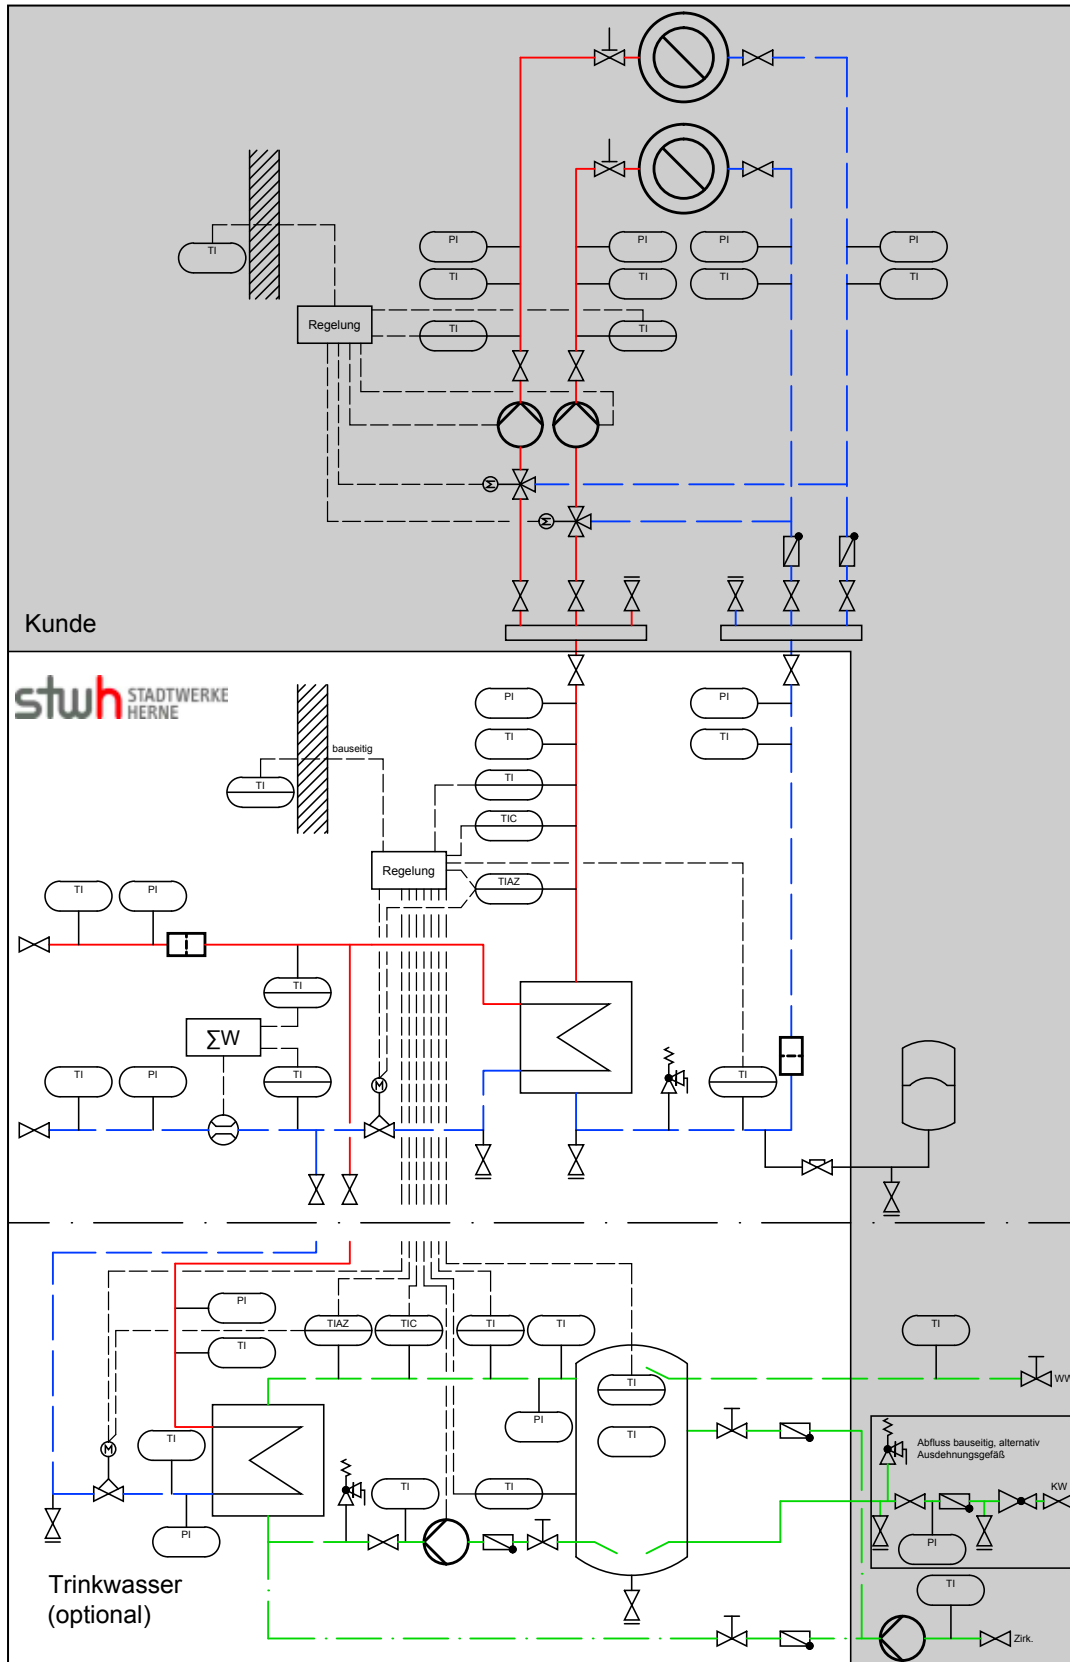 TI
PI
PI
PI
PI
TI
TI
TI
TI
Regelung
TI
TI
M
M
Kunde
stwh STADTWERKE
HERNE
PI
PI
TI
TI
bauseitig
TI
TI
TIC
Regelung
TIAZ
TI
PI
TI
∑W
TI
PI
TI
M
TI
PI
TI
TIAZ
TIC
TI
TI
TI
WW
TI
PI
TI
Abfluss bauseitig, alternativ
Ausdehnungsgefäß
M
TI
TI
TI
KW
PI
PI
Trinkwasser
(optional)
TI
Zirk.